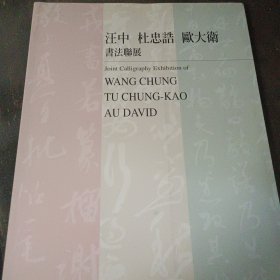 汪中 杜忠誥 歐大衛
書法聯展
Joint Calligraphy Exhibition of
WANG CHUNG
TU CHUNG-KAO
AU DAVID